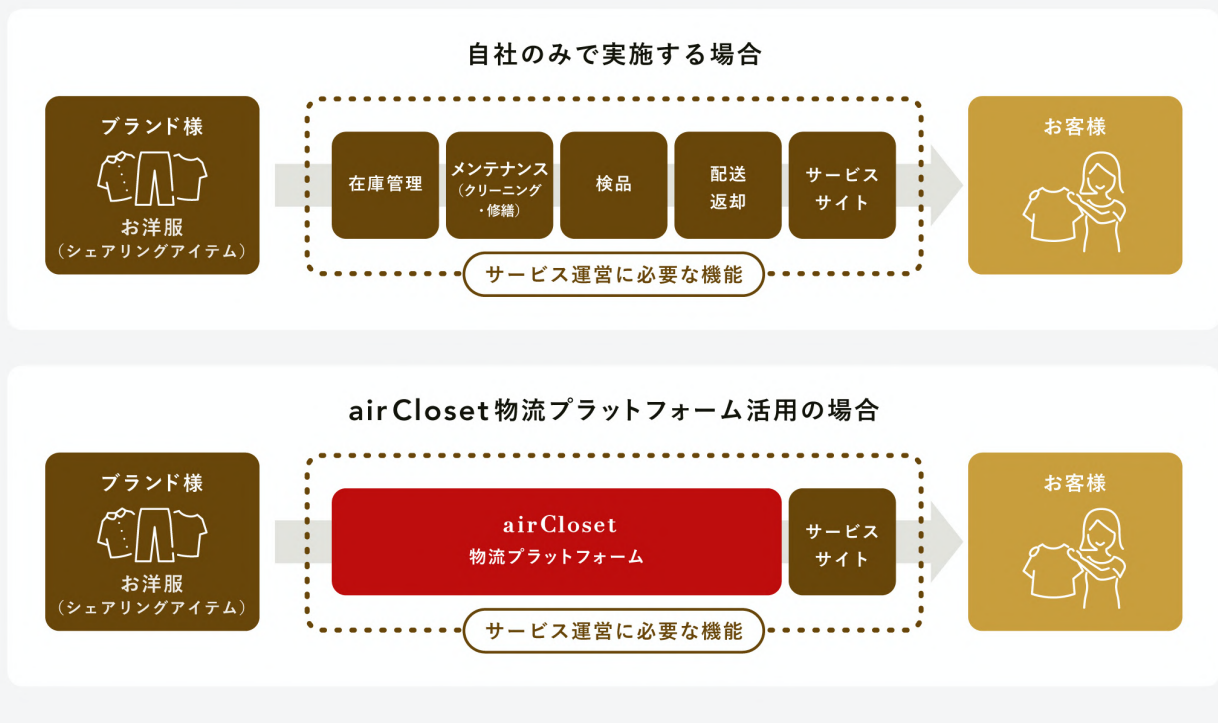 自社のみで実施する場合
ブランド様
お洋服
（シェアリングアイテム）
在庫管理
メンテナンス
（クリーニング
・修繕）
検品
配送
返却
サービス
サイト
サービス運営に必要な機能
お客様
airCloset物流プラットフォーム活用の場合
ブランド様
お洋服
（シェアリングアイテム）
airCloset
物流プラットフォーム
サービス
サイト
サービス運営に必要な機能
お客様